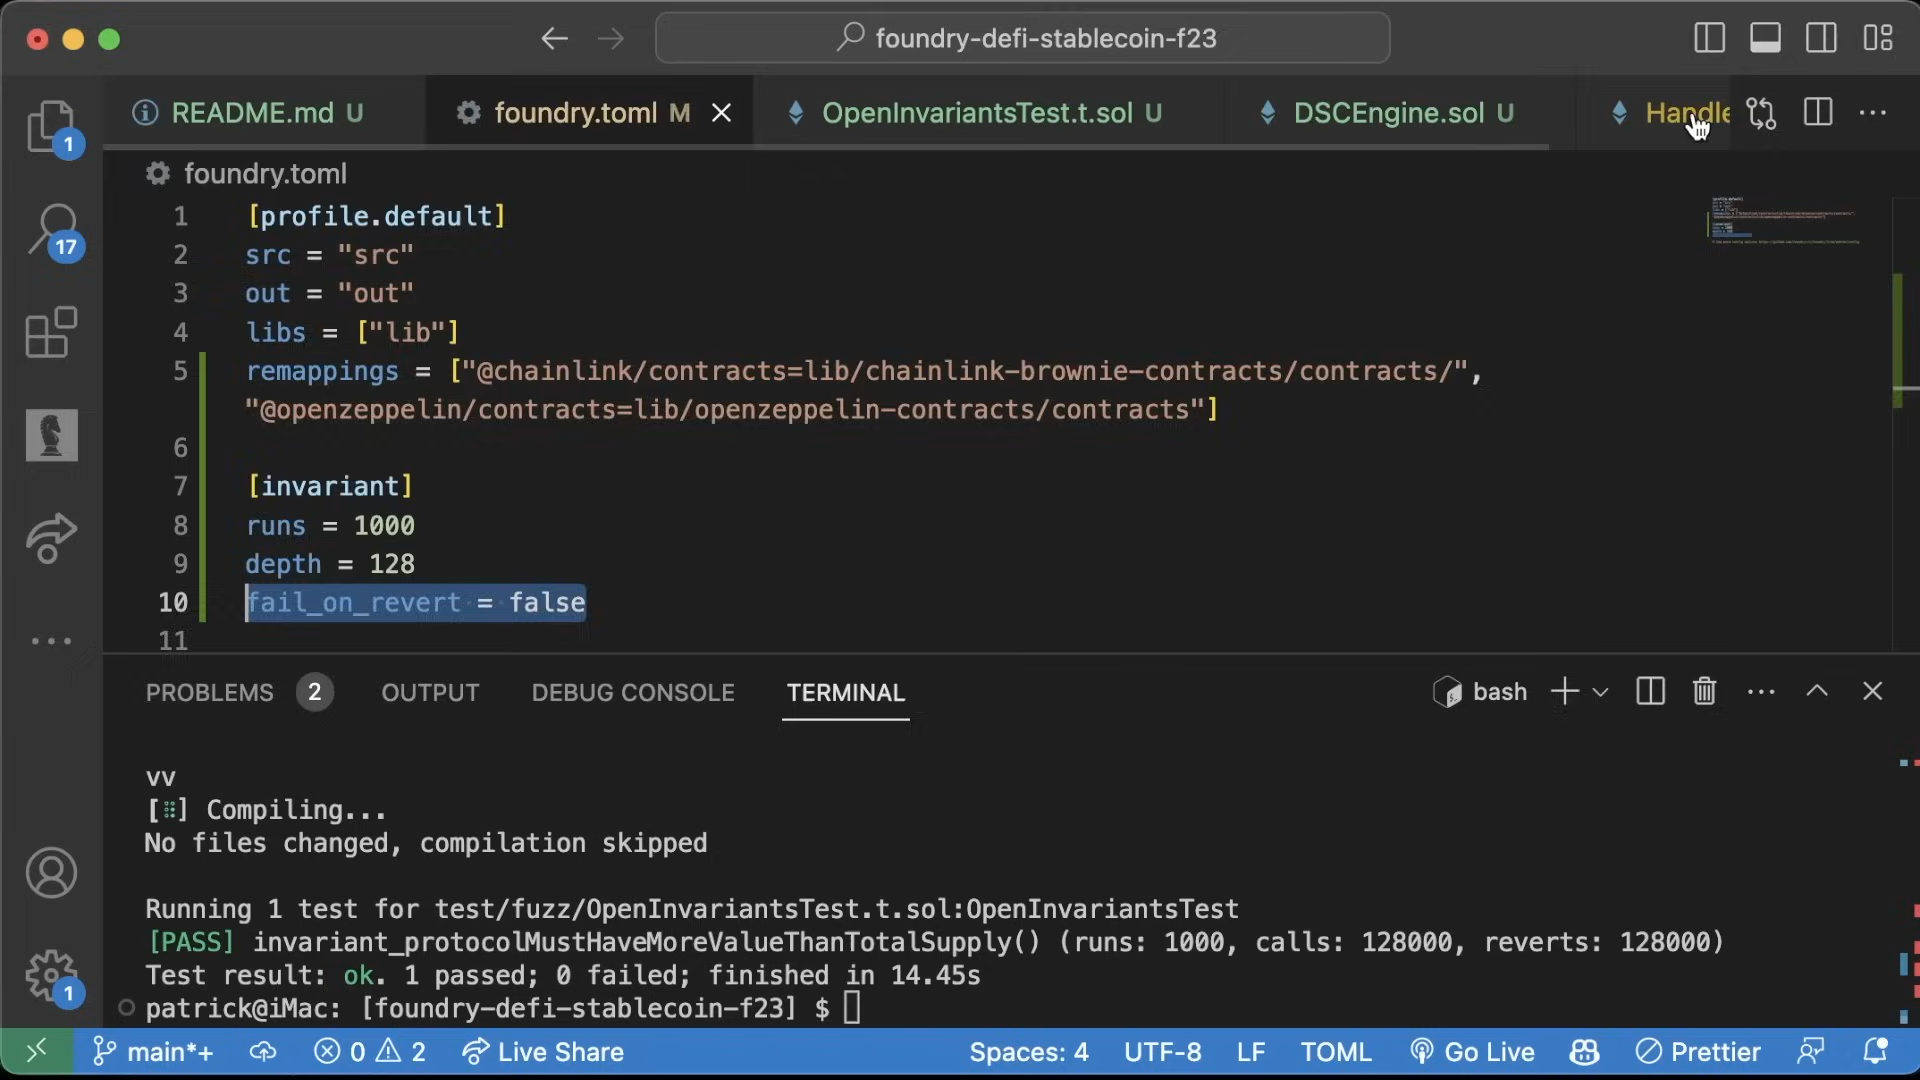 foundry-defi-stablecoin-f23
README.md U
foundry.toml M
OpenInvariantsTest.t.sol U
DSCEngine.sol U
Handle
1
17
foundry.toml
1 [profile.default]
2 src = "src"
3 out = "out"
4 libs = ["lib"]
5 remappings = ["@chainlink/contracts=lib/chainlink-brownie-contracts/contracts/",
"@openzeppelin/contracts=lib/openzeppelin-contracts/contracts"]
6
7 [invariant]
8 runs = 1000
9 depth = 128
10 fail_on_revert = false
11
PROBLEMS 2 OUTPUT DEBUG CONSOLE TERMINAL
bash
vv
[⠿] Compiling...
No files changed, compilation skipped
Running 1 test for test/fuzz/OpenInvariantsTest.t.sol:OpenInvariantsTest
[PASS] invariant_protocolMustHaveMoreValueThanTotalSupply() (runs: 1000, calls: 128000, reverts: 128000)
Test result: ok. 1 passed; 0 failed; finished in 14.45s
patrick@iMac: [foundry-defi-stablecoin-f23] $
1
main*+ 0 2 Live Share Spaces: 4 UTF-8 LF TOML Go Live Prettier